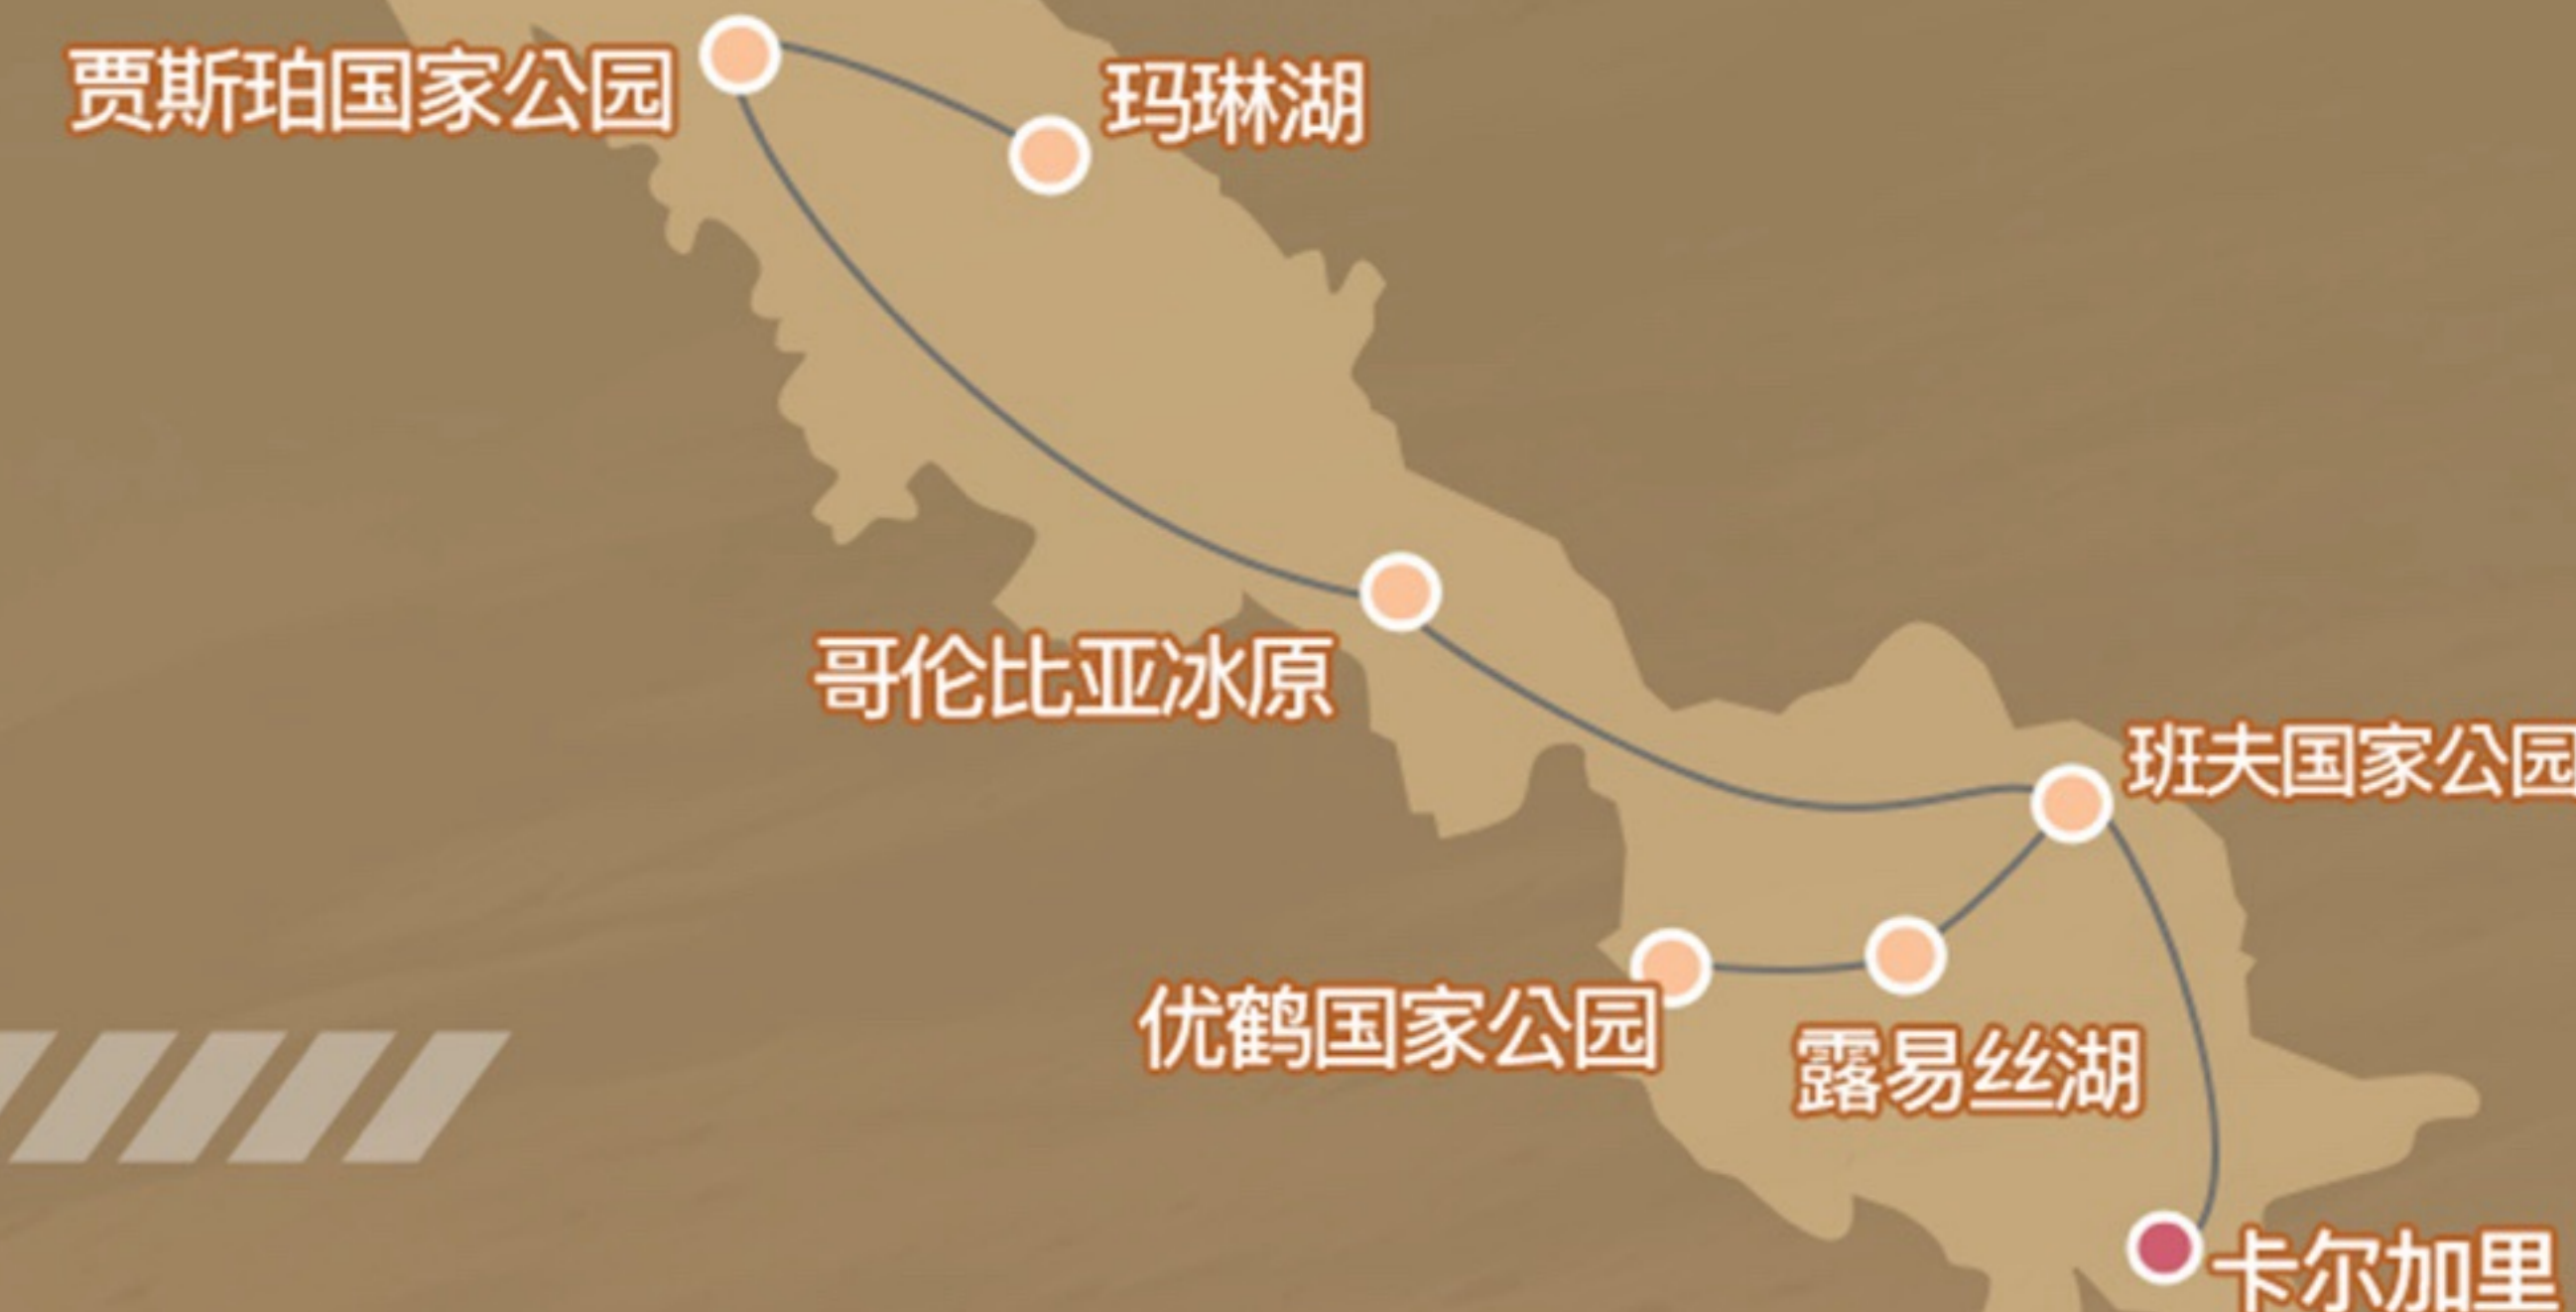 贾斯珀国家公园
玛琳湖
哥伦比亚冰原
班夫国家公园
优鹤国家公园
露易丝湖
卡尔加里